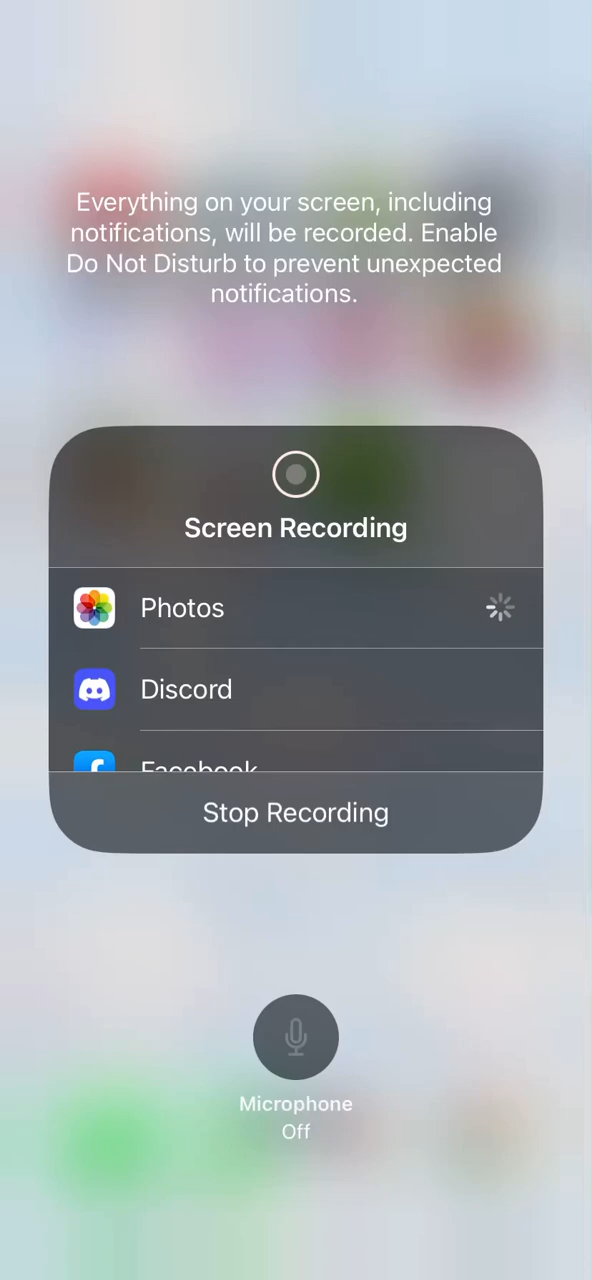 Everything on your screen, including
notifications, will be recorded. Enable
Do Not Disturb to prevent unexpected
notifications.
Screen Recording
Photos
Discord
Facebook
Stop Recording
Microphone
Off